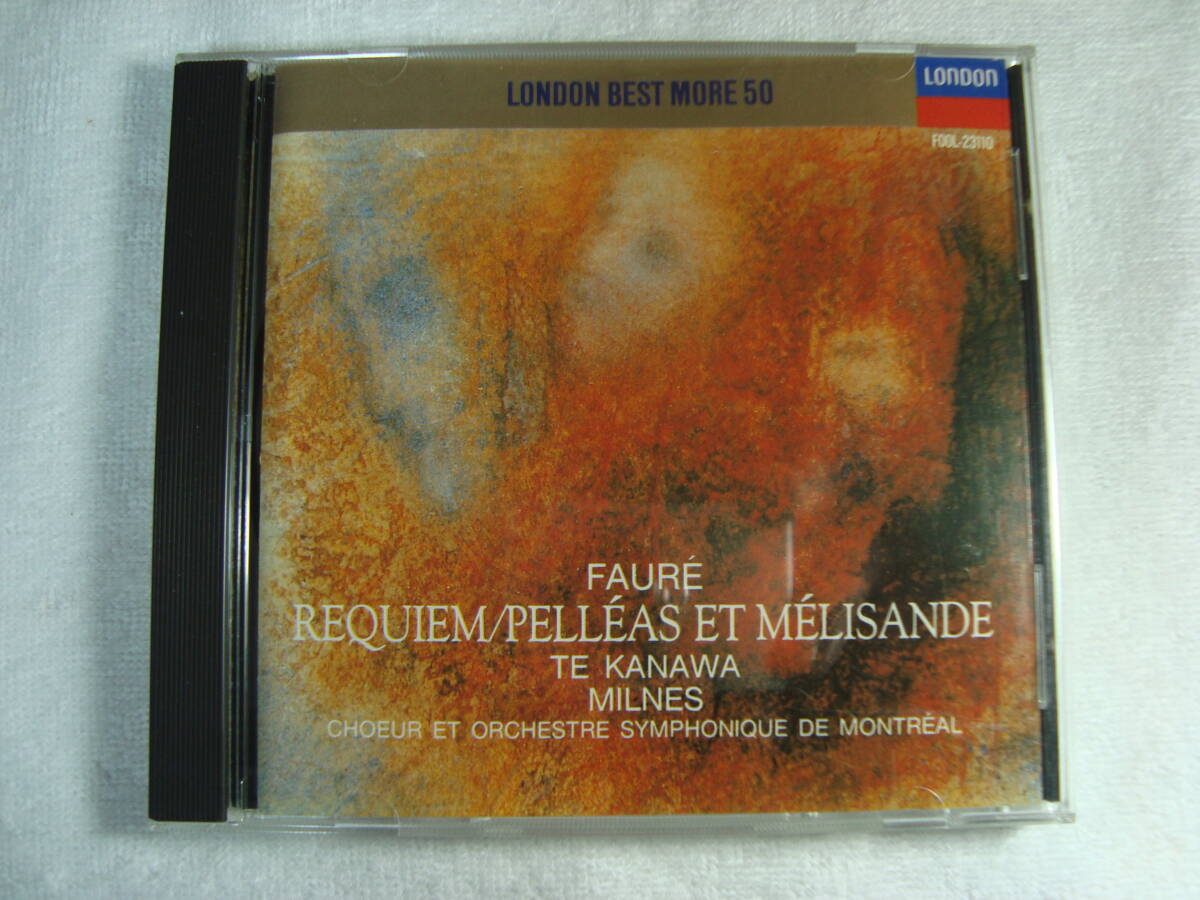 LONDON BEST MORE 50
LONDON
F00L-23110
FAURÉ
REQUIEM/PELLÉAS ET MÉLISANDE
TE KANAWA
MILNES
CHOEUR ET ORCHESTRE SYMPHONIQUE DE MONTRÉAL